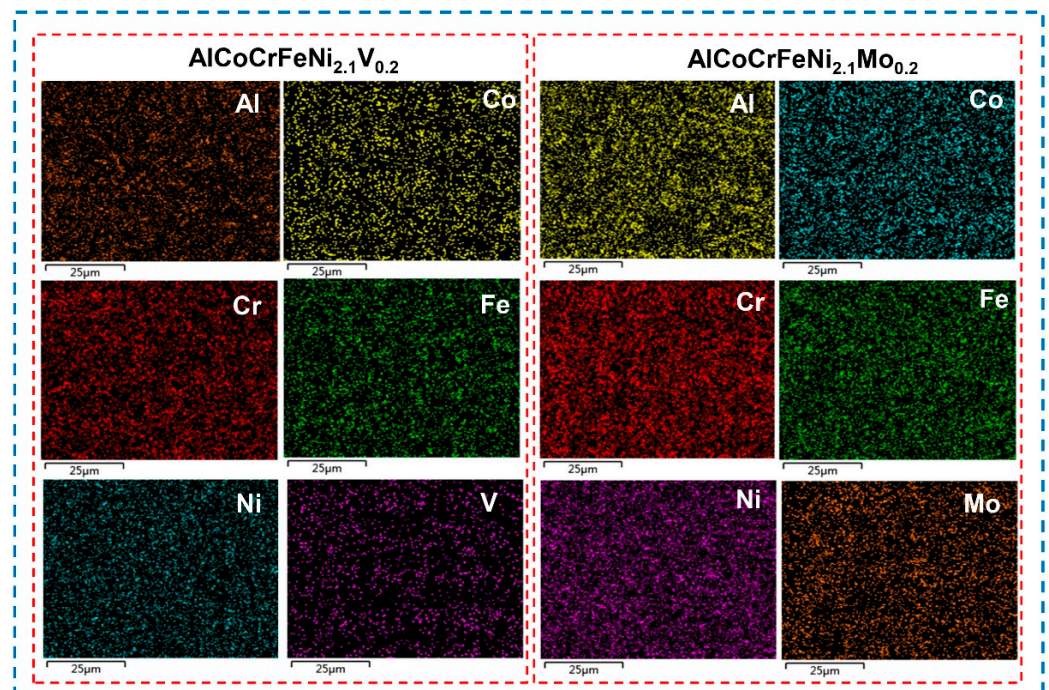 AlCoCrFeNi2.1V0.2
Al
Co
25μm
25μm
Cr
Fe
25μm
25μm
Ni
V
25μm
25μm
AlCoCrFeNi2.1Mo0.2
Al
Co
25μm
25μm
Cr
Fe
25μm
25μm
Ni
Mo
25μm
25μm